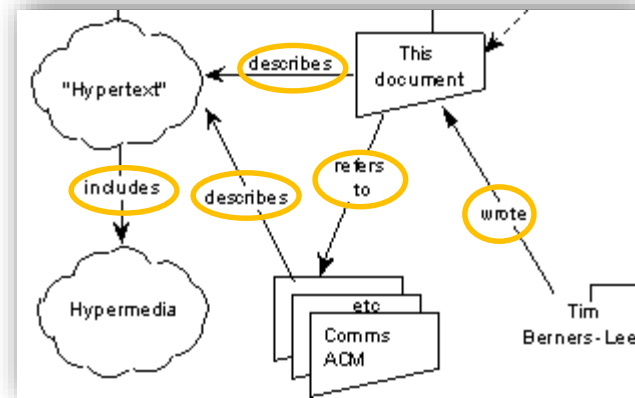 describes
This
document
"Hypertext"
includes
describes
refers
to
wrote
Hypermedia
etc
Comms
ACM
Tim
Berners-Lee